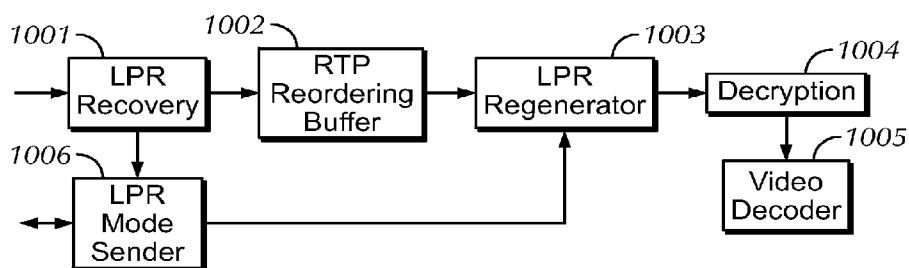 1001
LPR
Recovery
1002
RTP
Reordering
Buffer
1003
LPR
Regenerator
1004
Decryption
1005
Video
Decoder
1006
LPR
Mode
Sender